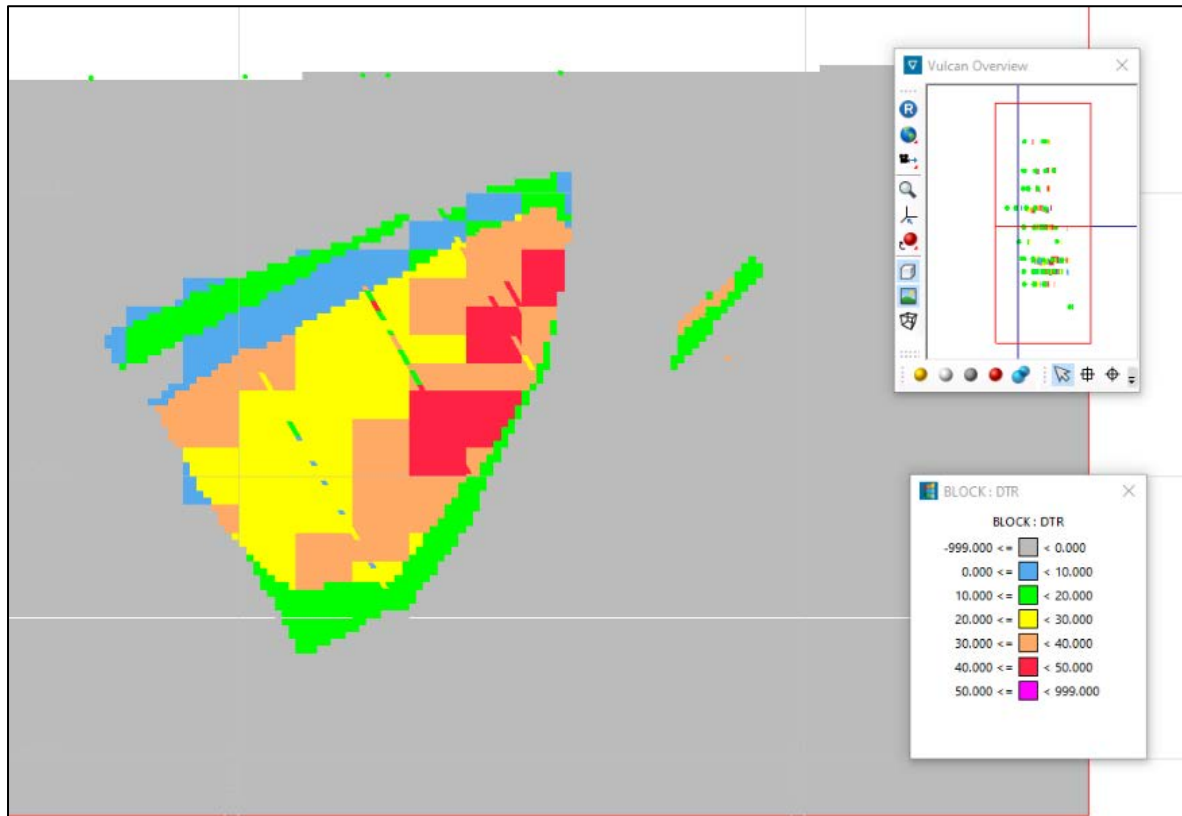 Vulcan Overview
R
BLOCK : DTR
BLOCK : DTR
-999.000 <= < 0.000
0.000 <= < 10.000
10.000 <= < 20.000
20.000 <= < 30.000
30.000 <= < 40.000
40.000 <= < 50.000
50.000 <= < 999.000